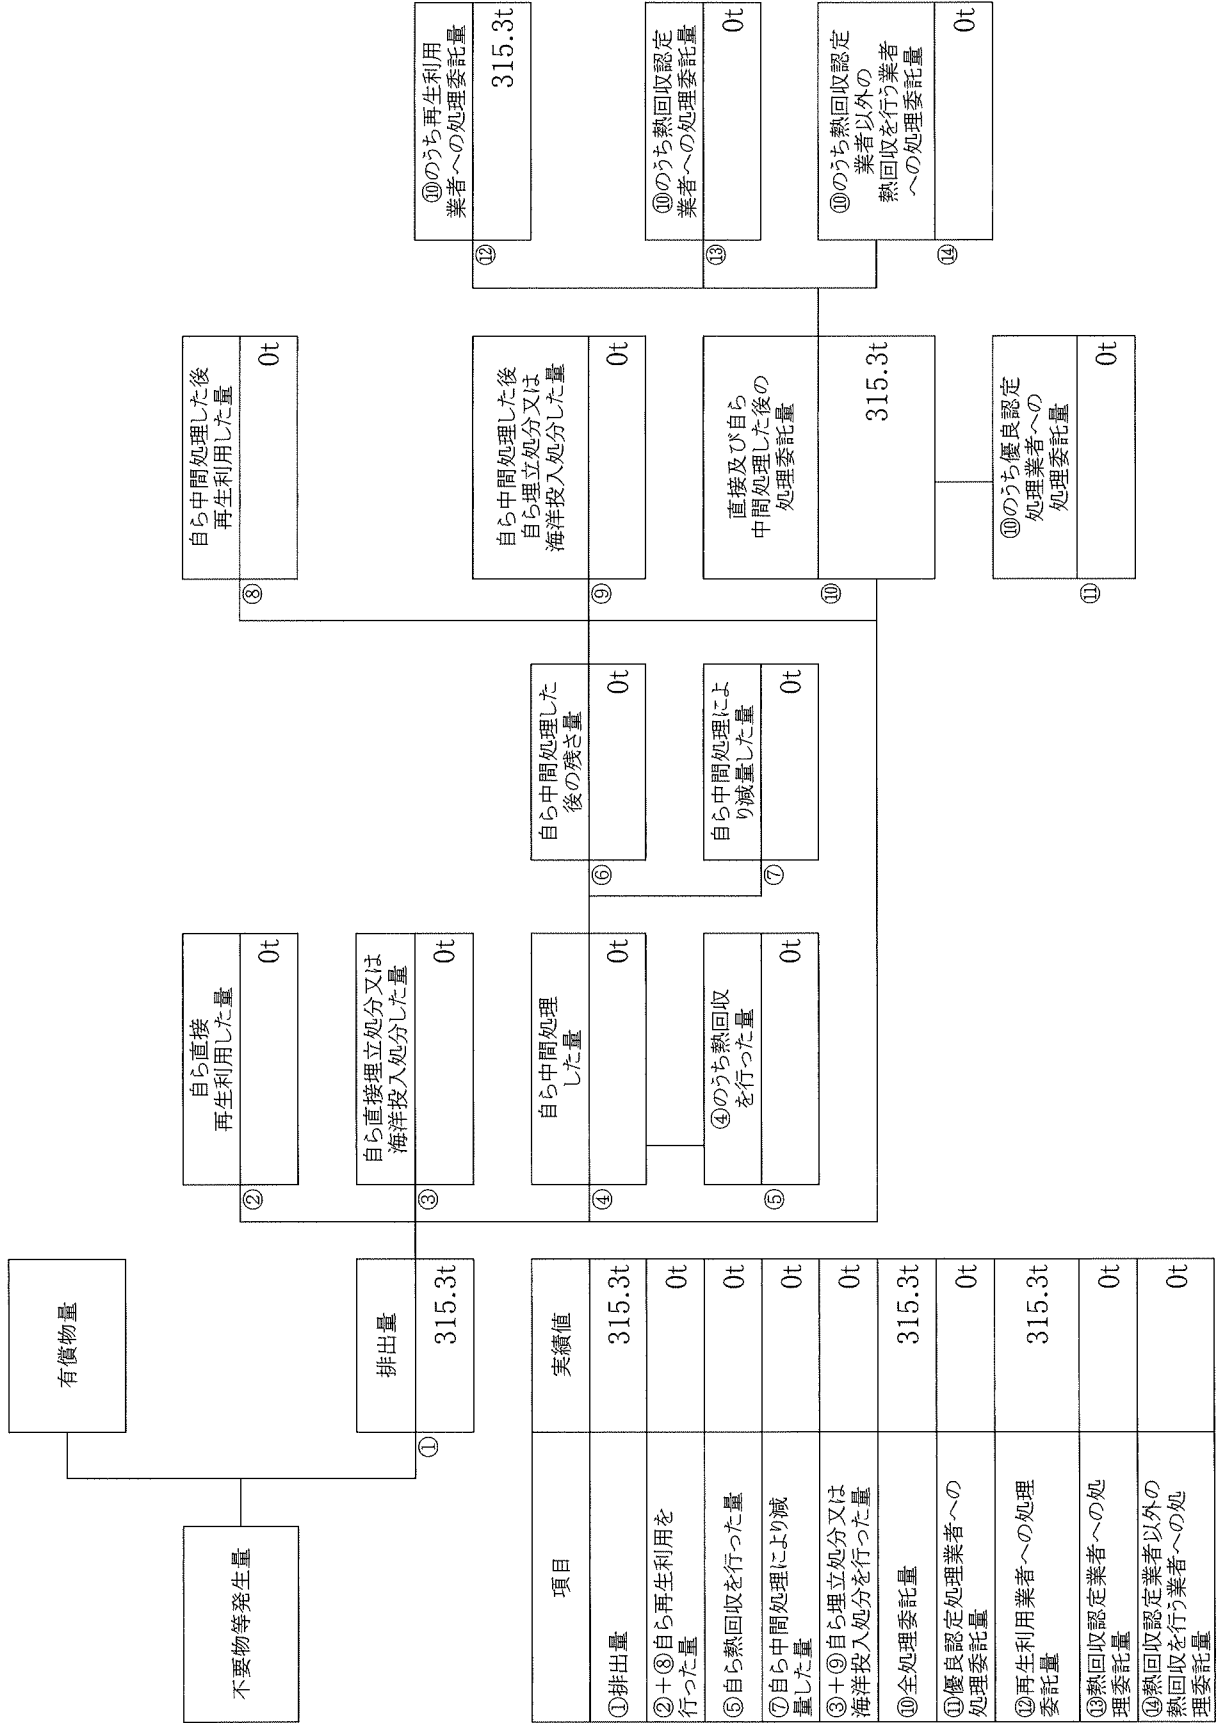 不要物等発生量
有償物量
①
排出量
315.3t
②
自ら直接
再生利用した量
0t
③
自ら直接埋立処分又は
海洋投入処分した量
0t
④
自ら中間処理
した量
0t
⑤
④のうち熱回収
を行った量
0t
⑥
自ら中間処理した
後の残さ量
0t
⑦
自ら中間処理によ
り減量した量
0t
⑧
自ら中間処理した後
再生利用した量
0t
⑨
自ら中間処理した後
自ら埋立処分又は
海洋投入処分した量
0t
⑩
直接及び自ら
中間処理した後の
処理委託量
315.3t
⑪
⑩のうち優良認定
処理業者への
処理委託量
0t
⑫
⑩のうち再生利用
業者への処理委託量
315.3t
⑬
⑩のうち熱回収認定
業者への処理委託量
0t
⑭
⑩のうち熱回収認定
業者以外の
熱回収を行う業者
への処理委託量
0t
項目 実績値
①排出量 315.3t
②+⑧自ら再生利用を
行った量 0t
⑤自ら熱回収を行った量 0t
⑦自ら中間処理により減
量した量 0t
③+⑨自ら埋立処分又は
海洋投入処分を行った量 0t
⑩全処理委託量 315.3t
⑪優良認定処理業者への
処理委託量 0t
⑫再生利用業者への処理
委託量 315.3t
⑬熱回収認定業者への処
理委託量 0t
⑭熱回収認定業者以外の
熱回収を行う業者への処
理委託量 0t